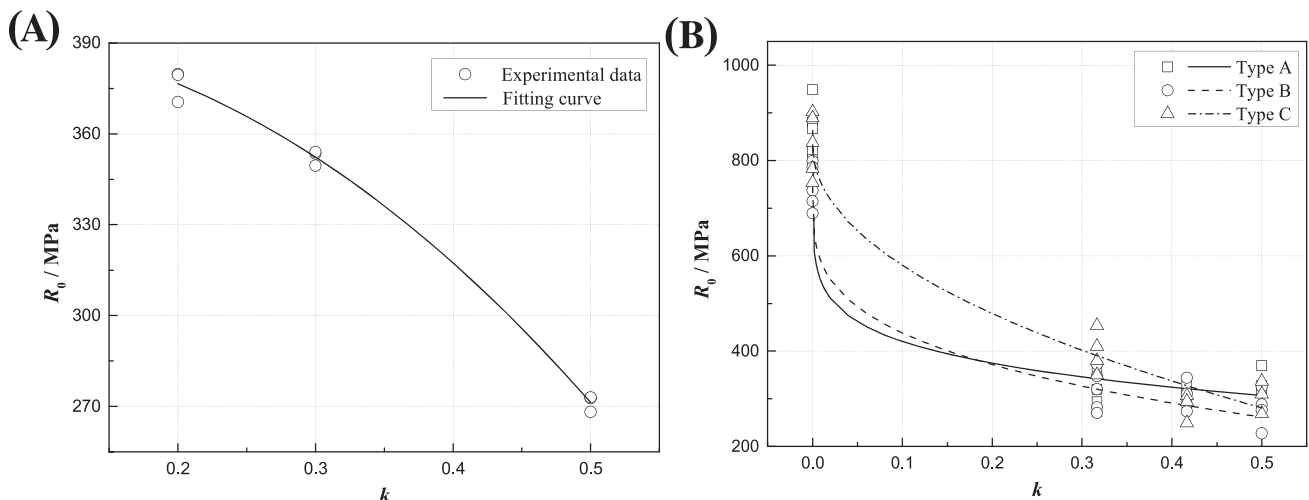 (A)
390
360
330
300
270
R0 / MPa
0.2
0.3
0.4
0.5
k
Experimental data
Fitting curve
(B)
1000
800
600
400
200
R0 / MPa
0.0
0.1
0.2
0.3
0.4
0.5
k
Type A
Type B
Type C